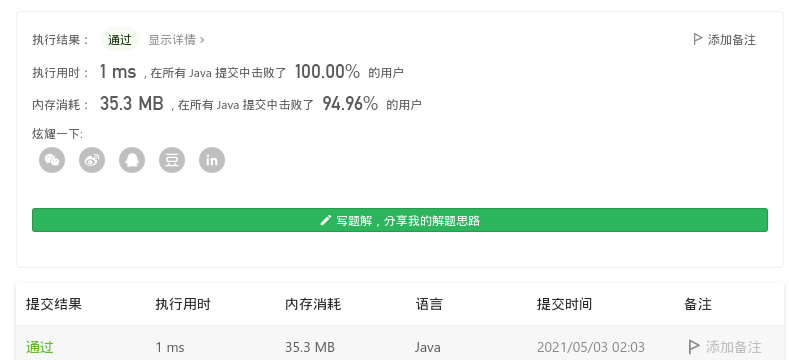 执行结果： 通过 显示详情 › 添加备注
执行用时： 1 ms , 在所有 Java 提交中击败了 100.00% 的用户
内存消耗： 35.3 MB , 在所有 Java 提交中击败了 94.96% 的用户
炫耀一下:
豆 in
写题解，分享我的解题思路
提交结果 执行用时 内存消耗 语言 提交时间 备注
通过 1 ms 35.3 MB Java 2021/05/03 02:03 添加备注